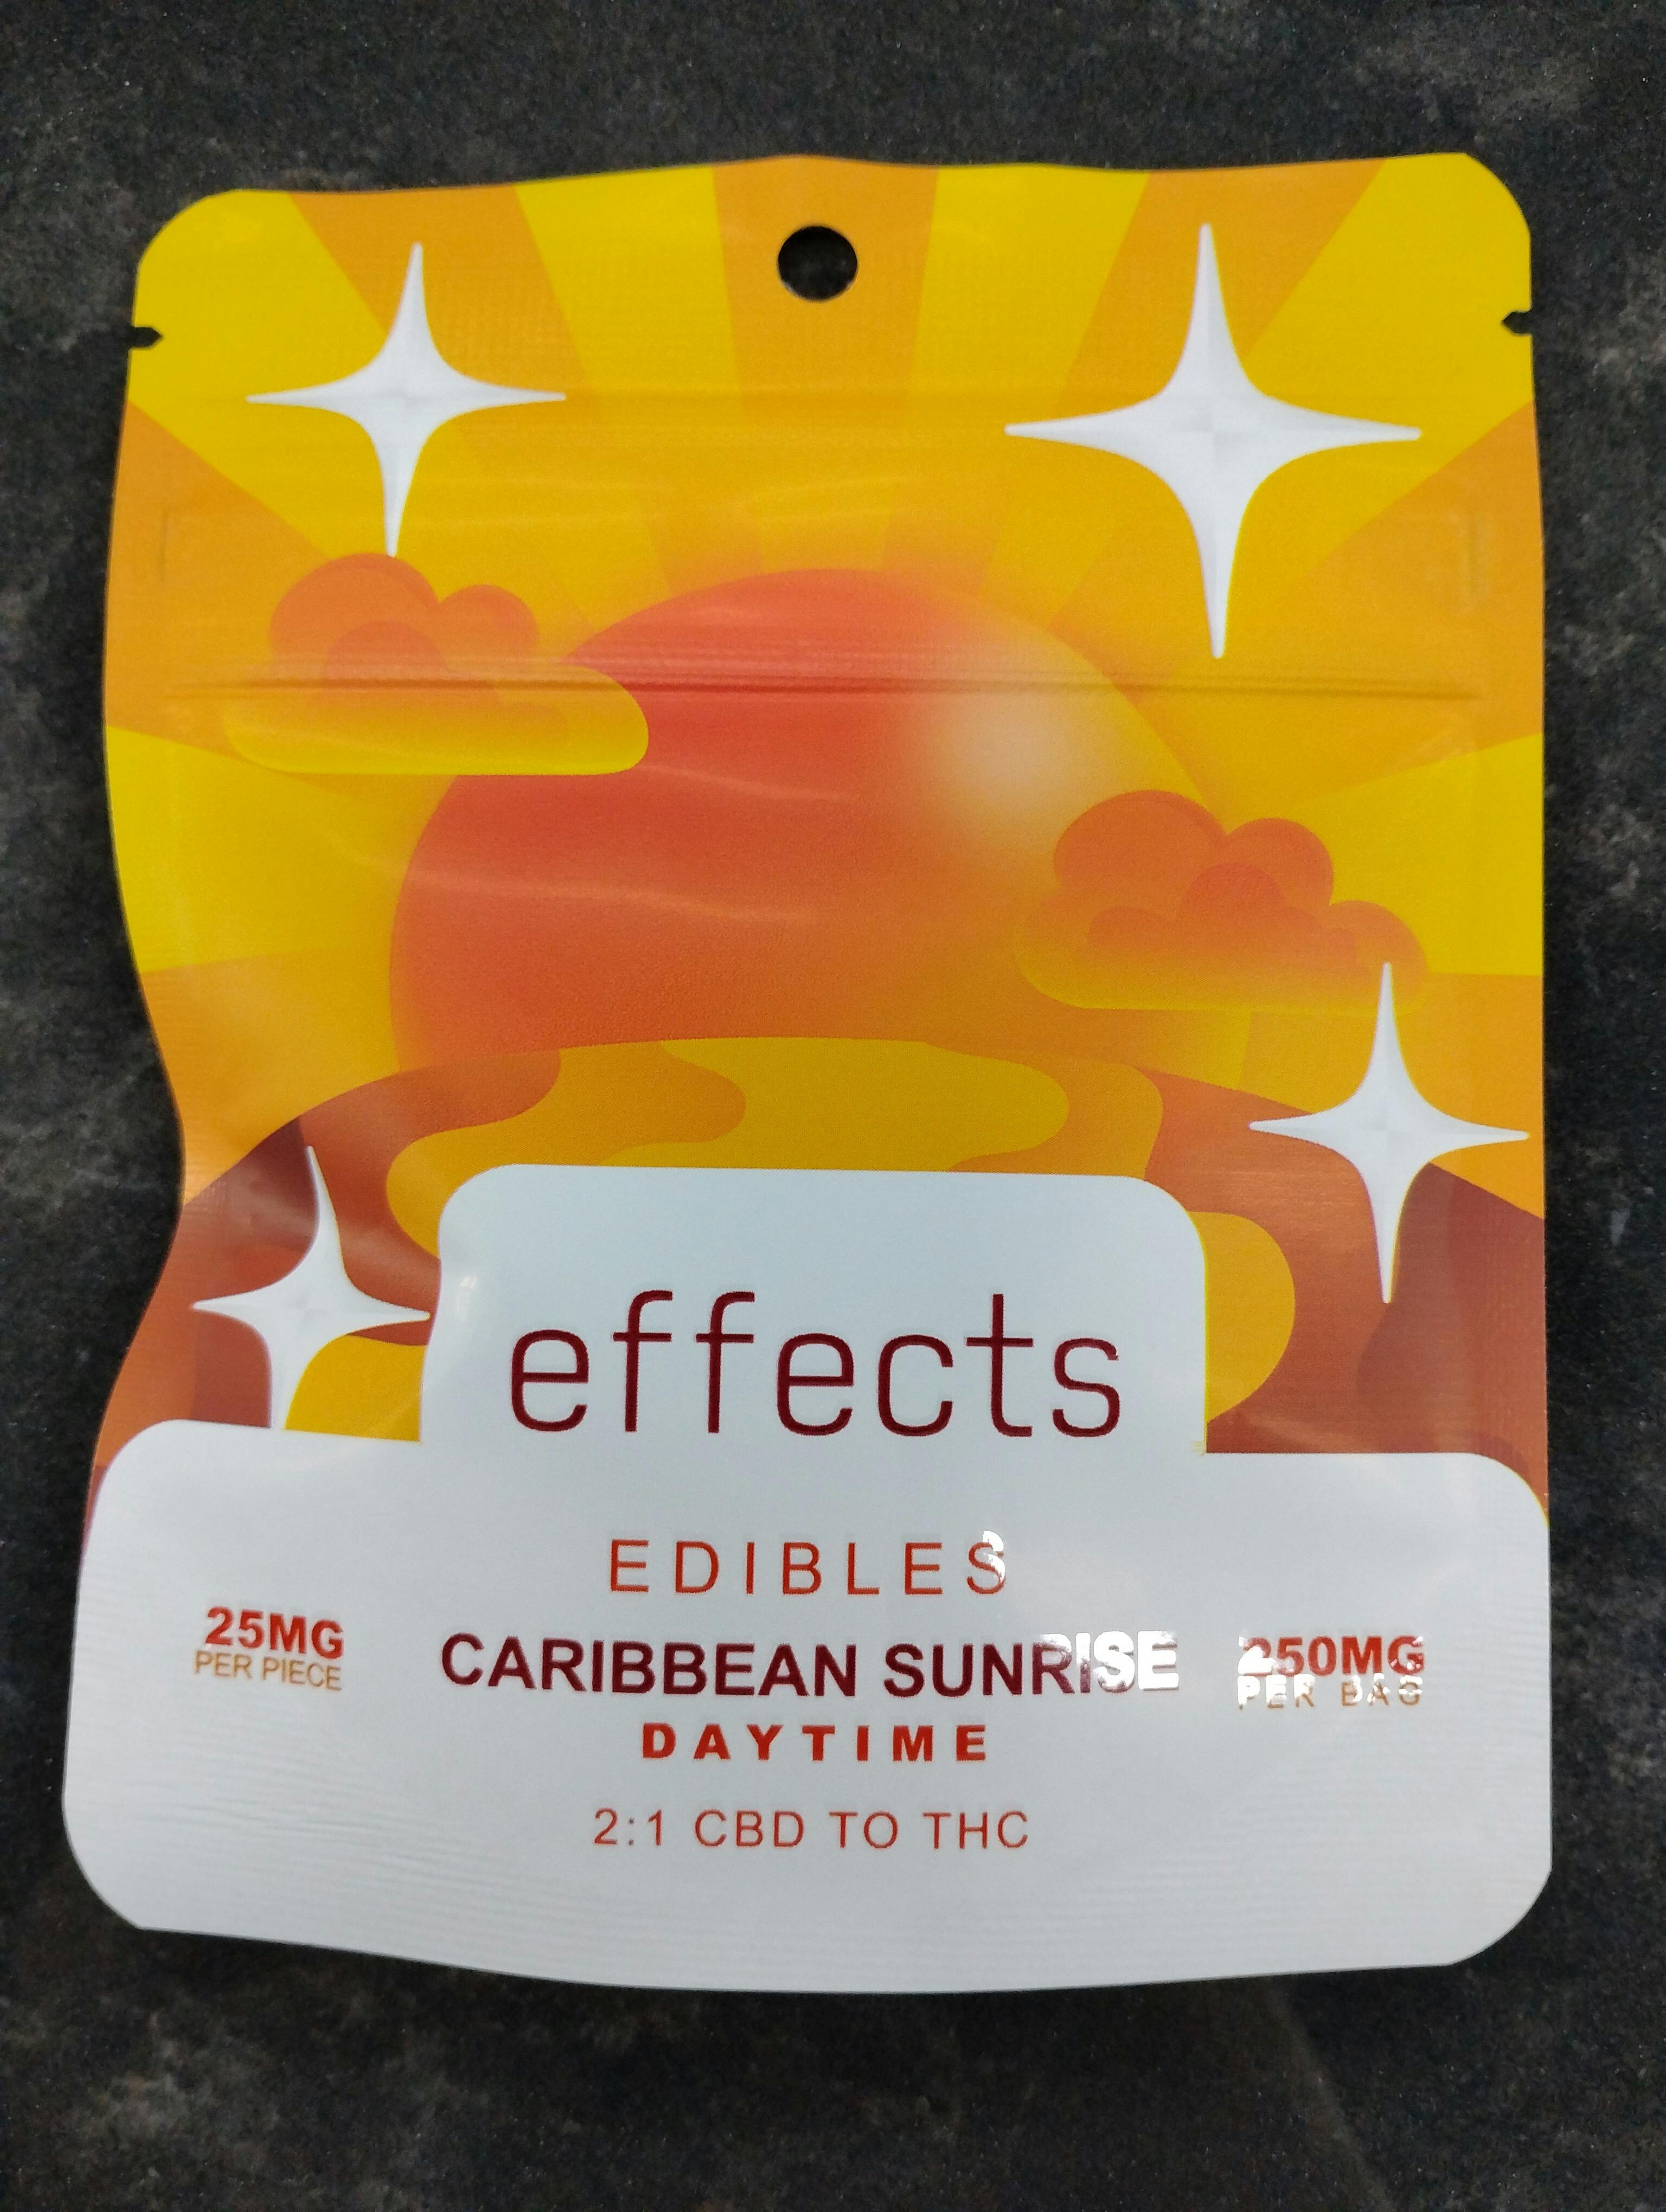 effects
EDIBLES
25MG
PER PIECE
CARIBBEAN SUNRISE
250MG
PER BAG
DAYTIME
2:1 CBD TO THC